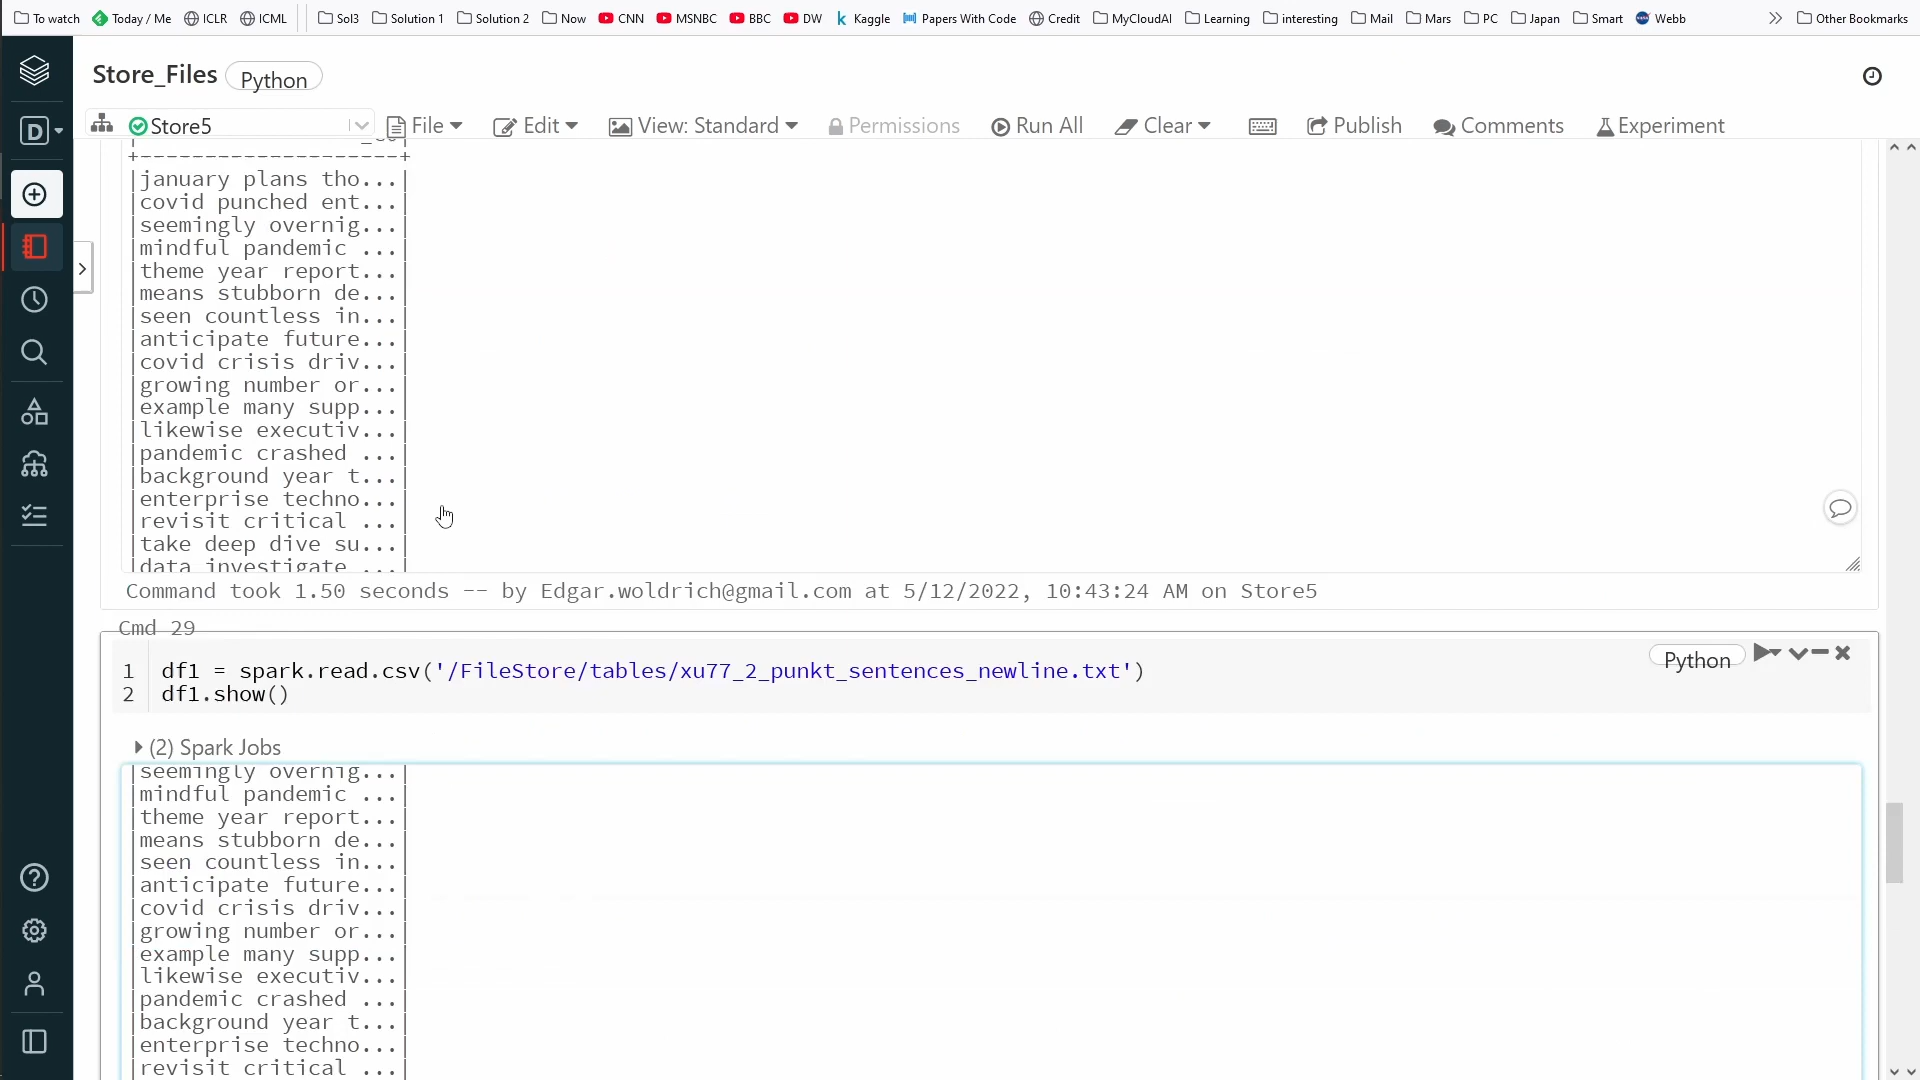 To watch Today / Me ICLR ICML Sol3 Solution 1 Solution 2 Now CNN MSNBC BBC DW Kaggle Papers With Code Credit MyCloudAI Learning interesting Mail Mars PC Japan Smart Webb Other Bookmarks
Store_Files Python
D
Store5 File Edit View: Standard Permissions Run All Clear Publish Comments Experiment
+--------------------+
|january plans tho...|
|covid punched ent...|
|seemingly overnig...|
|mindful pandemic ...|
|theme year report...|
|means stubborn de...|
|seen countless in...|
|anticipate future...|
|covid crisis driv...|
|growing number or...|
|example many supp...|
|likewise executiv...|
|pandemic crashed ...|
|background year t...|
|enterprise techno...|
|revisit critical ...|
|take deep dive su...|
|data investigate ...|
Command took 1.50 seconds -- by Edgar.woldrich@gmail.com at 5/12/2022, 10:43:24 AM on Store5
Cmd 29
Python
1 df1 = spark.read.csv('/FileStore/tables/xu77_2_punkt_sentences_newline.txt')
2 df1.show()
(2) Spark Jobs
|seemingly overnig...|
|mindful pandemic ...|
|theme year report...|
|means stubborn de...|
|seen countless in...|
|anticipate future...|
|covid crisis driv...|
|growing number or...|
|example many supp...|
|likewise executiv...|
|pandemic crashed ...|
|background year t...|
|enterprise techno...|
|revisit critical ...|